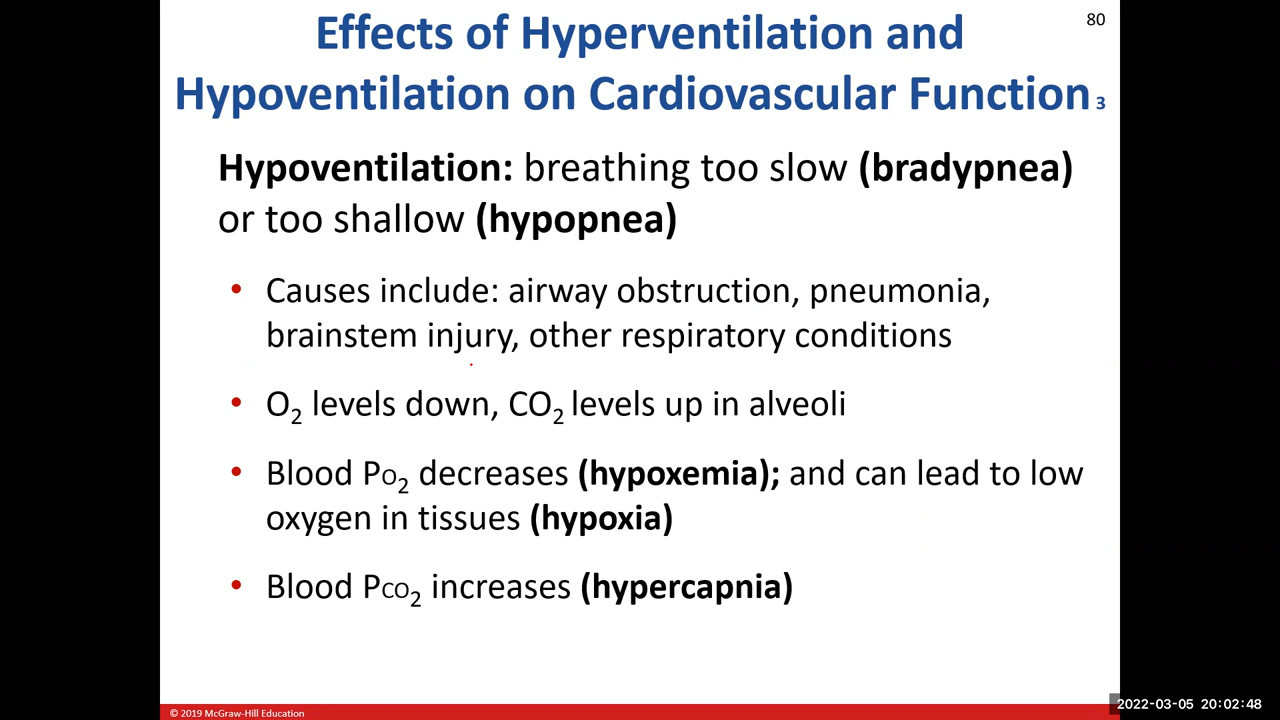 80
Effects of Hyperventilation and
Hypoventilation on Cardiovascular Function 3
Hypoventilation: breathing too slow (bradypnea)
or too shallow (hypopnea)
• Causes include: airway obstruction, pneumonia,
brainstem injury, other respiratory conditions
• O₂ levels down, CO₂ levels up in alveoli
• Blood PO₂ decreases (hypoxemia); and can lead to low
oxygen in tissues (hypoxia)
• Blood PCO₂ increases (hypercapnia)
© 2019 McGraw-Hill Education
2022-03-05 20:02:48